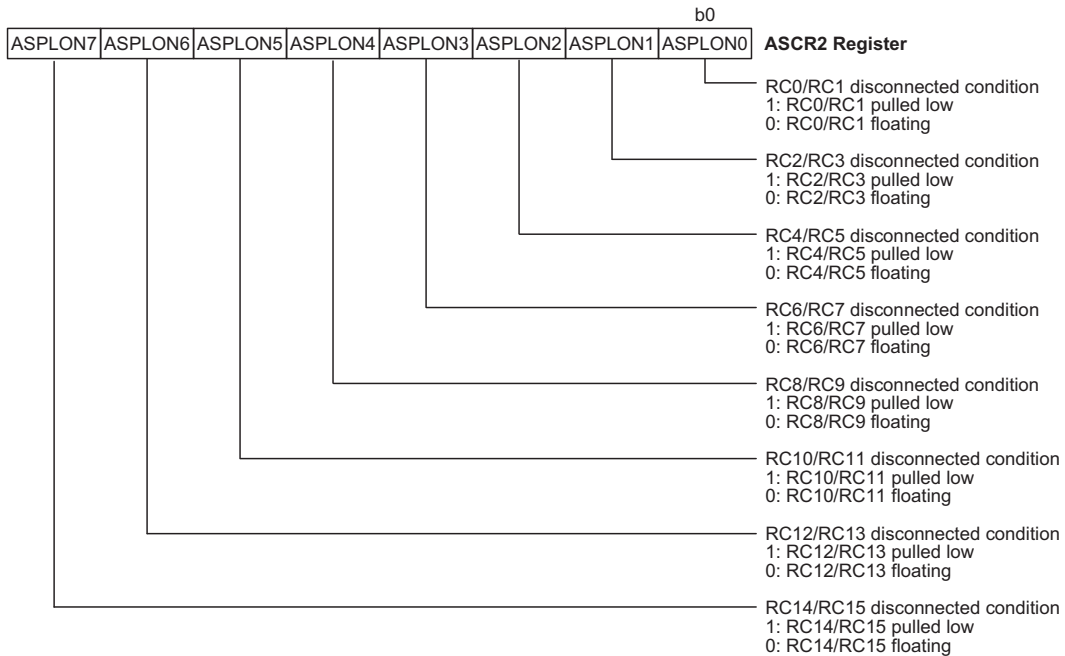 b0
ASPLON7 ASPLON6 ASPLON5 ASPLON4 ASPLON3 ASPLON2 ASPLON1 ASPLON0 ASCR2 Register
RC0/RC1 disconnected condition
1: RC0/RC1 pulled low
0: RC0/RC1 floating
RC2/RC3 disconnected condition
1: RC2/RC3 pulled low
0: RC2/RC3 floating
RC4/RC5 disconnected condition
1: RC4/RC5 pulled low
0: RC4/RC5 floating
RC6/RC7 disconnected condition
1: RC6/RC7 pulled low
0: RC6/RC7 floating
RC8/RC9 disconnected condition
1: RC8/RC9 pulled low
0: RC8/RC9 floating
RC10/RC11 disconnected condition
1: RC10/RC11 pulled low
0: RC10/RC11 floating
RC12/RC13 disconnected condition
1: RC12/RC13 pulled low
0: RC12/RC13 floating
RC14/RC15 disconnected condition
1: RC14/RC15 pulled low
0: RC14/RC15 floating